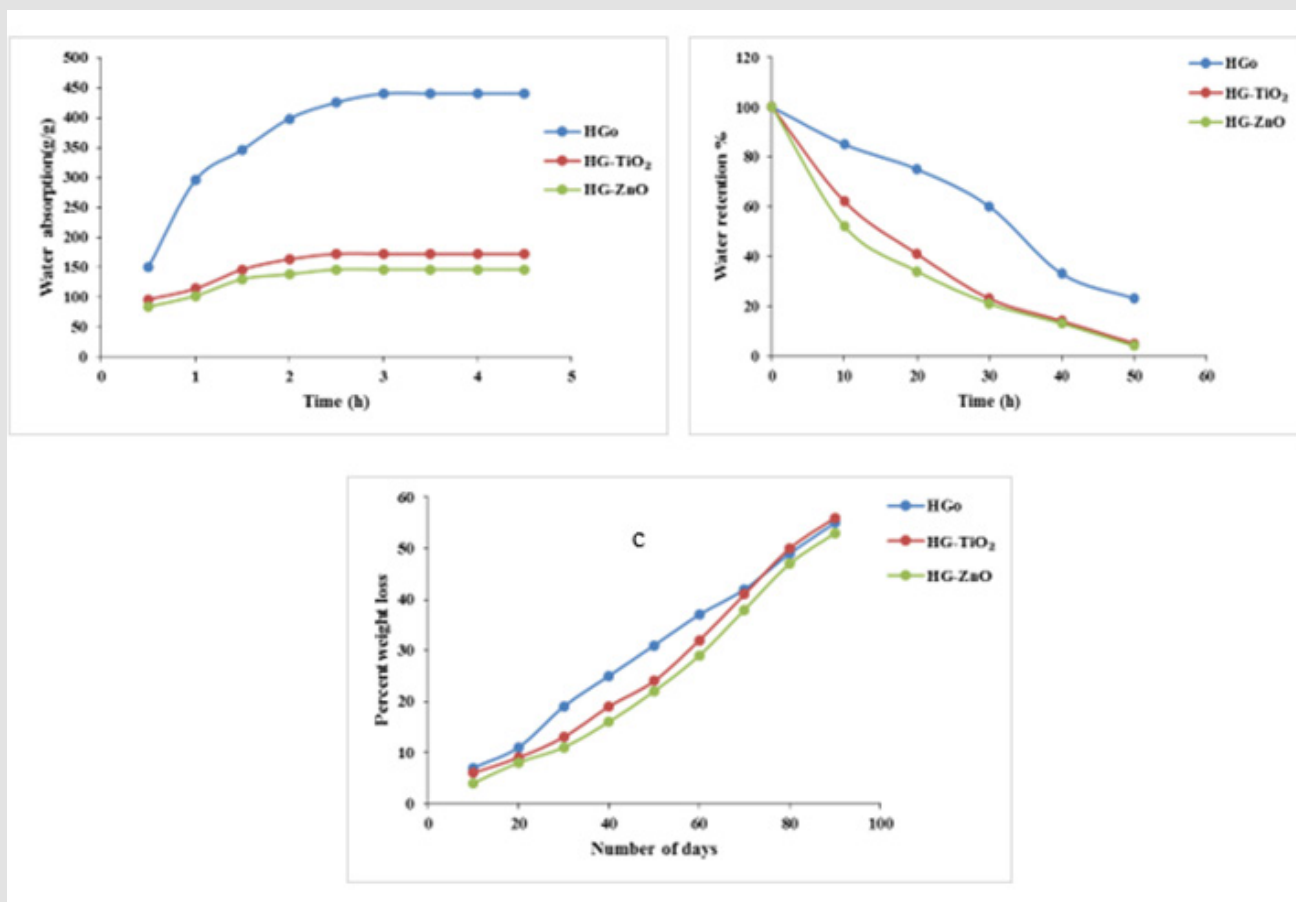 500
450
400
350
300
250
200
150
100
50
0
Water absorption(g/g)
0 1 2 3 4 5
Time (h)
HGo
HG-TiO₂
HG-ZnO
120
100
80
60
40
20
0
Water retention %
0 10 20 30 40 50 60
Time (h)
HGo
HG-TiO₂
HG-ZnO
60
50
40
30
20
10
0
Percent weight loss
C
0 20 40 60 80 100
Number of days
HGo
HG-TiO₂
HG-ZnO